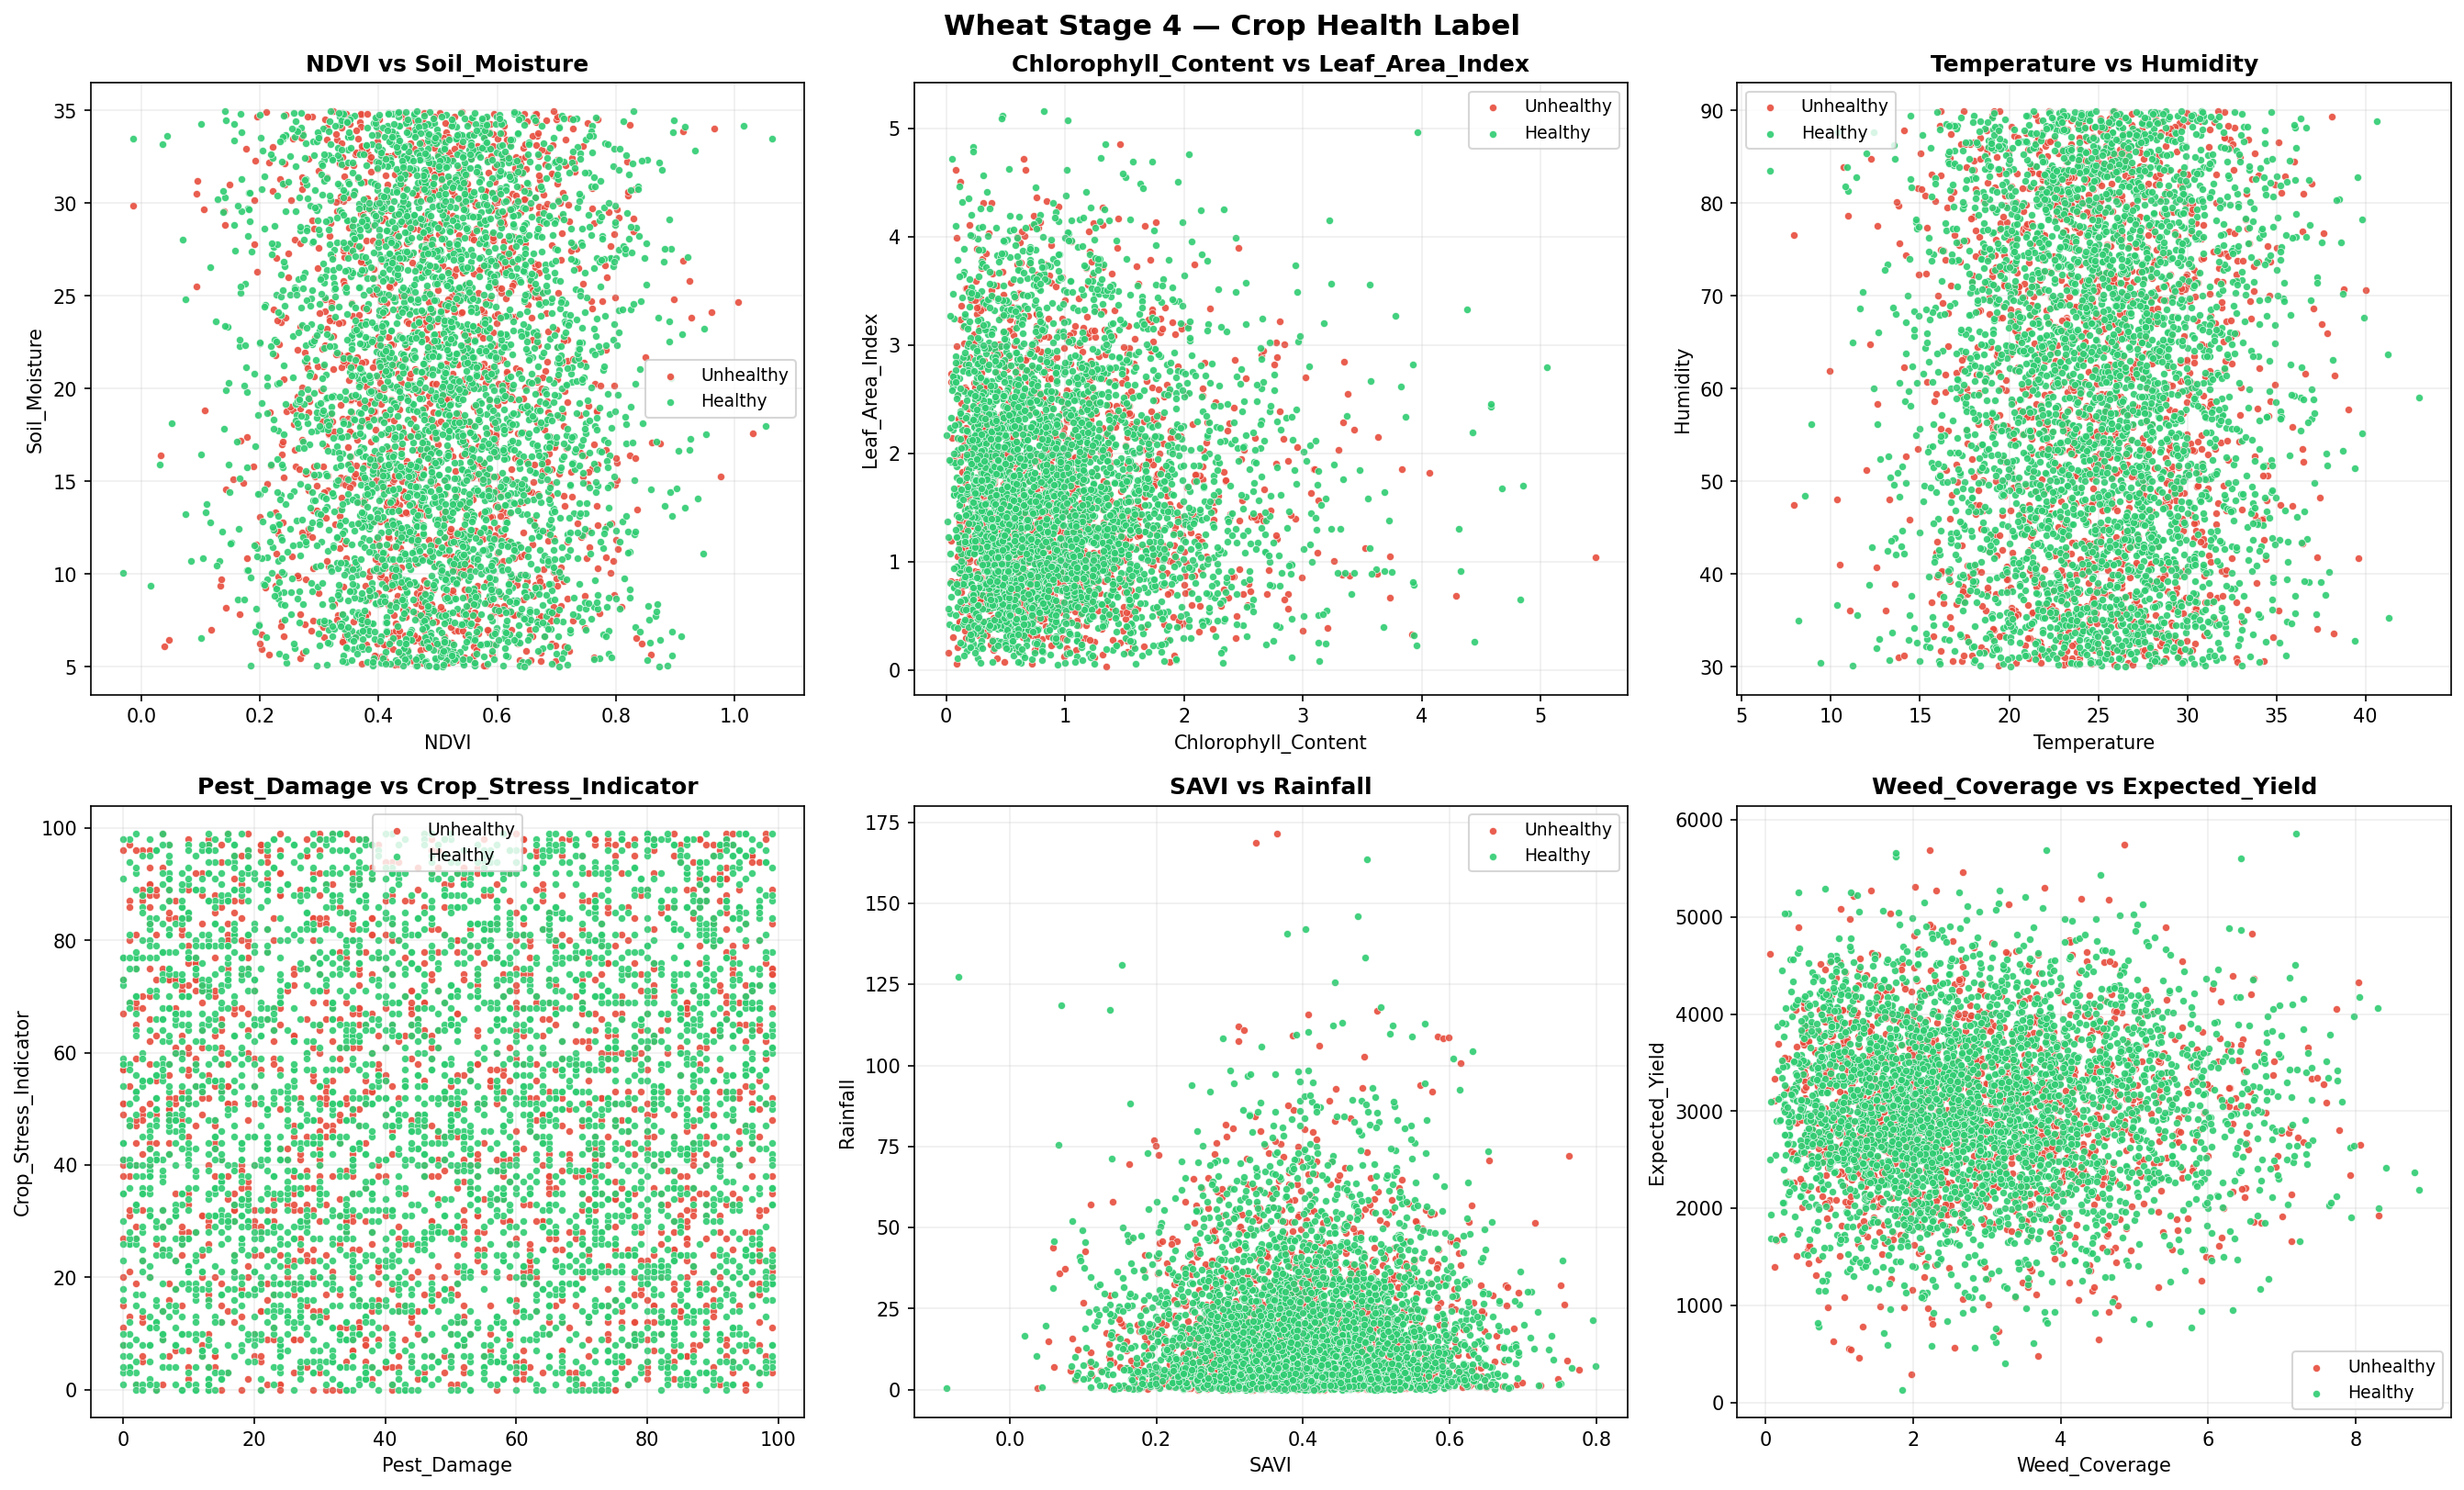 Wheat Stage 4 — Crop Health Label
NDVI vs Soil_Moisture
35
30
25
20
15
10
5
Soil_Moisture
Unhealthy
Healthy
0.0 0.2 0.4 0.6 0.8 1.0
NDVI
Chlorophyll_Content vs Leaf_Area_Index
5
4
3
2
1
0
Leaf_Area_Index
Unhealthy
Healthy
0 1 2 3 4 5
Chlorophyll_Content
Temperature vs Humidity
90
80
70
60
50
40
30
Humidity
Unhealthy
Healthy
5 10 15 20 25 30 35 40
Temperature
Pest_Damage vs Crop_Stress_Indicator
100
80
60
40
20
0
Crop_Stress_Indicator
Unhealthy
Healthy
0 20 40 60 80 100
Pest_Damage
SAVI vs Rainfall
175
150
125
100
75
50
25
0
Rainfall
Unhealthy
Healthy
0.0 0.2 0.4 0.6 0.8
SAVI
Weed_Coverage vs Expected_Yield
6000
5000
4000
3000
2000
1000
0
Expected_Yield
Unhealthy
Healthy
0 2 4 6 8
Weed_Coverage